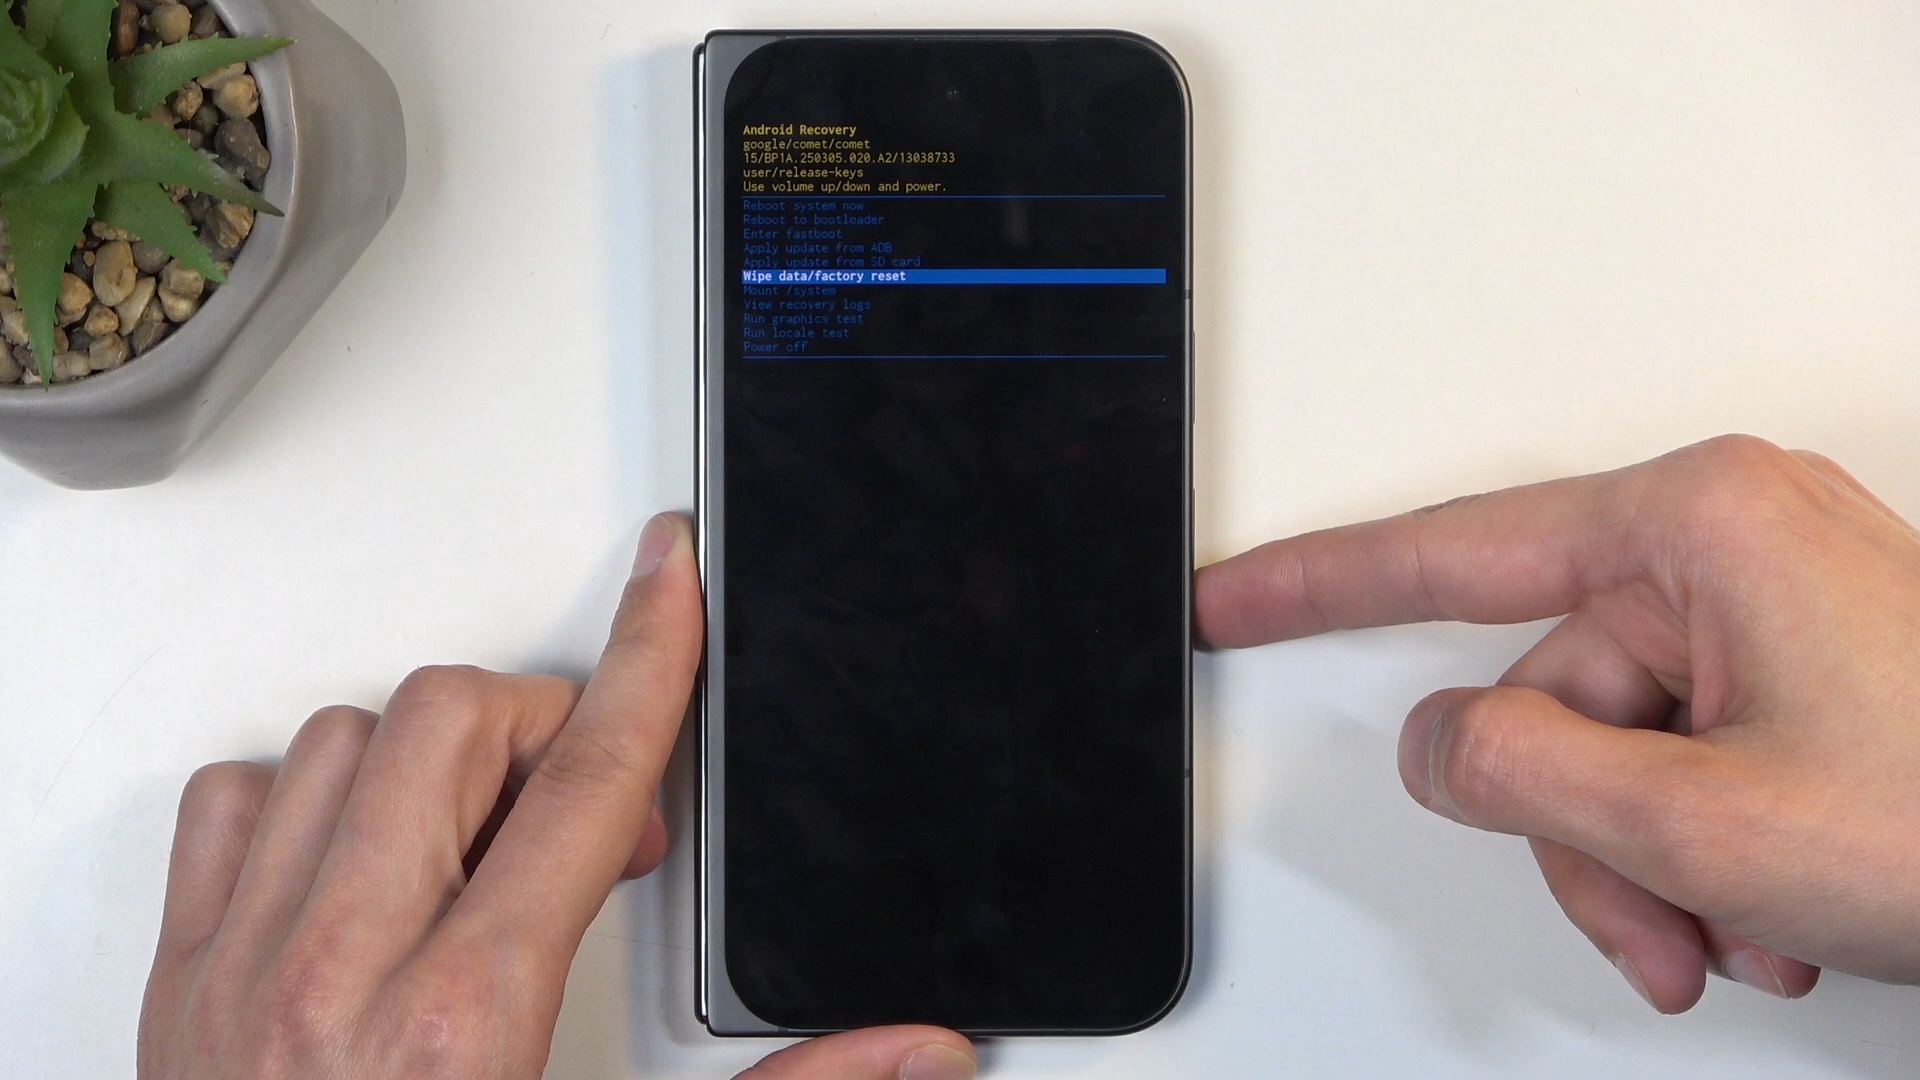 Android Recovery
google/comet/comet
15/BP1A.250305.020.A2/13038733
user/release-keys
Use volume up/down and power.
Reboot system now
Reboot to bootloader
Enter fastboot
Apply update from ADB
Apply update from SD card
Wipe data/factory reset
Mount /system
View recovery logs
Run graphics test
Run locale test
Power off